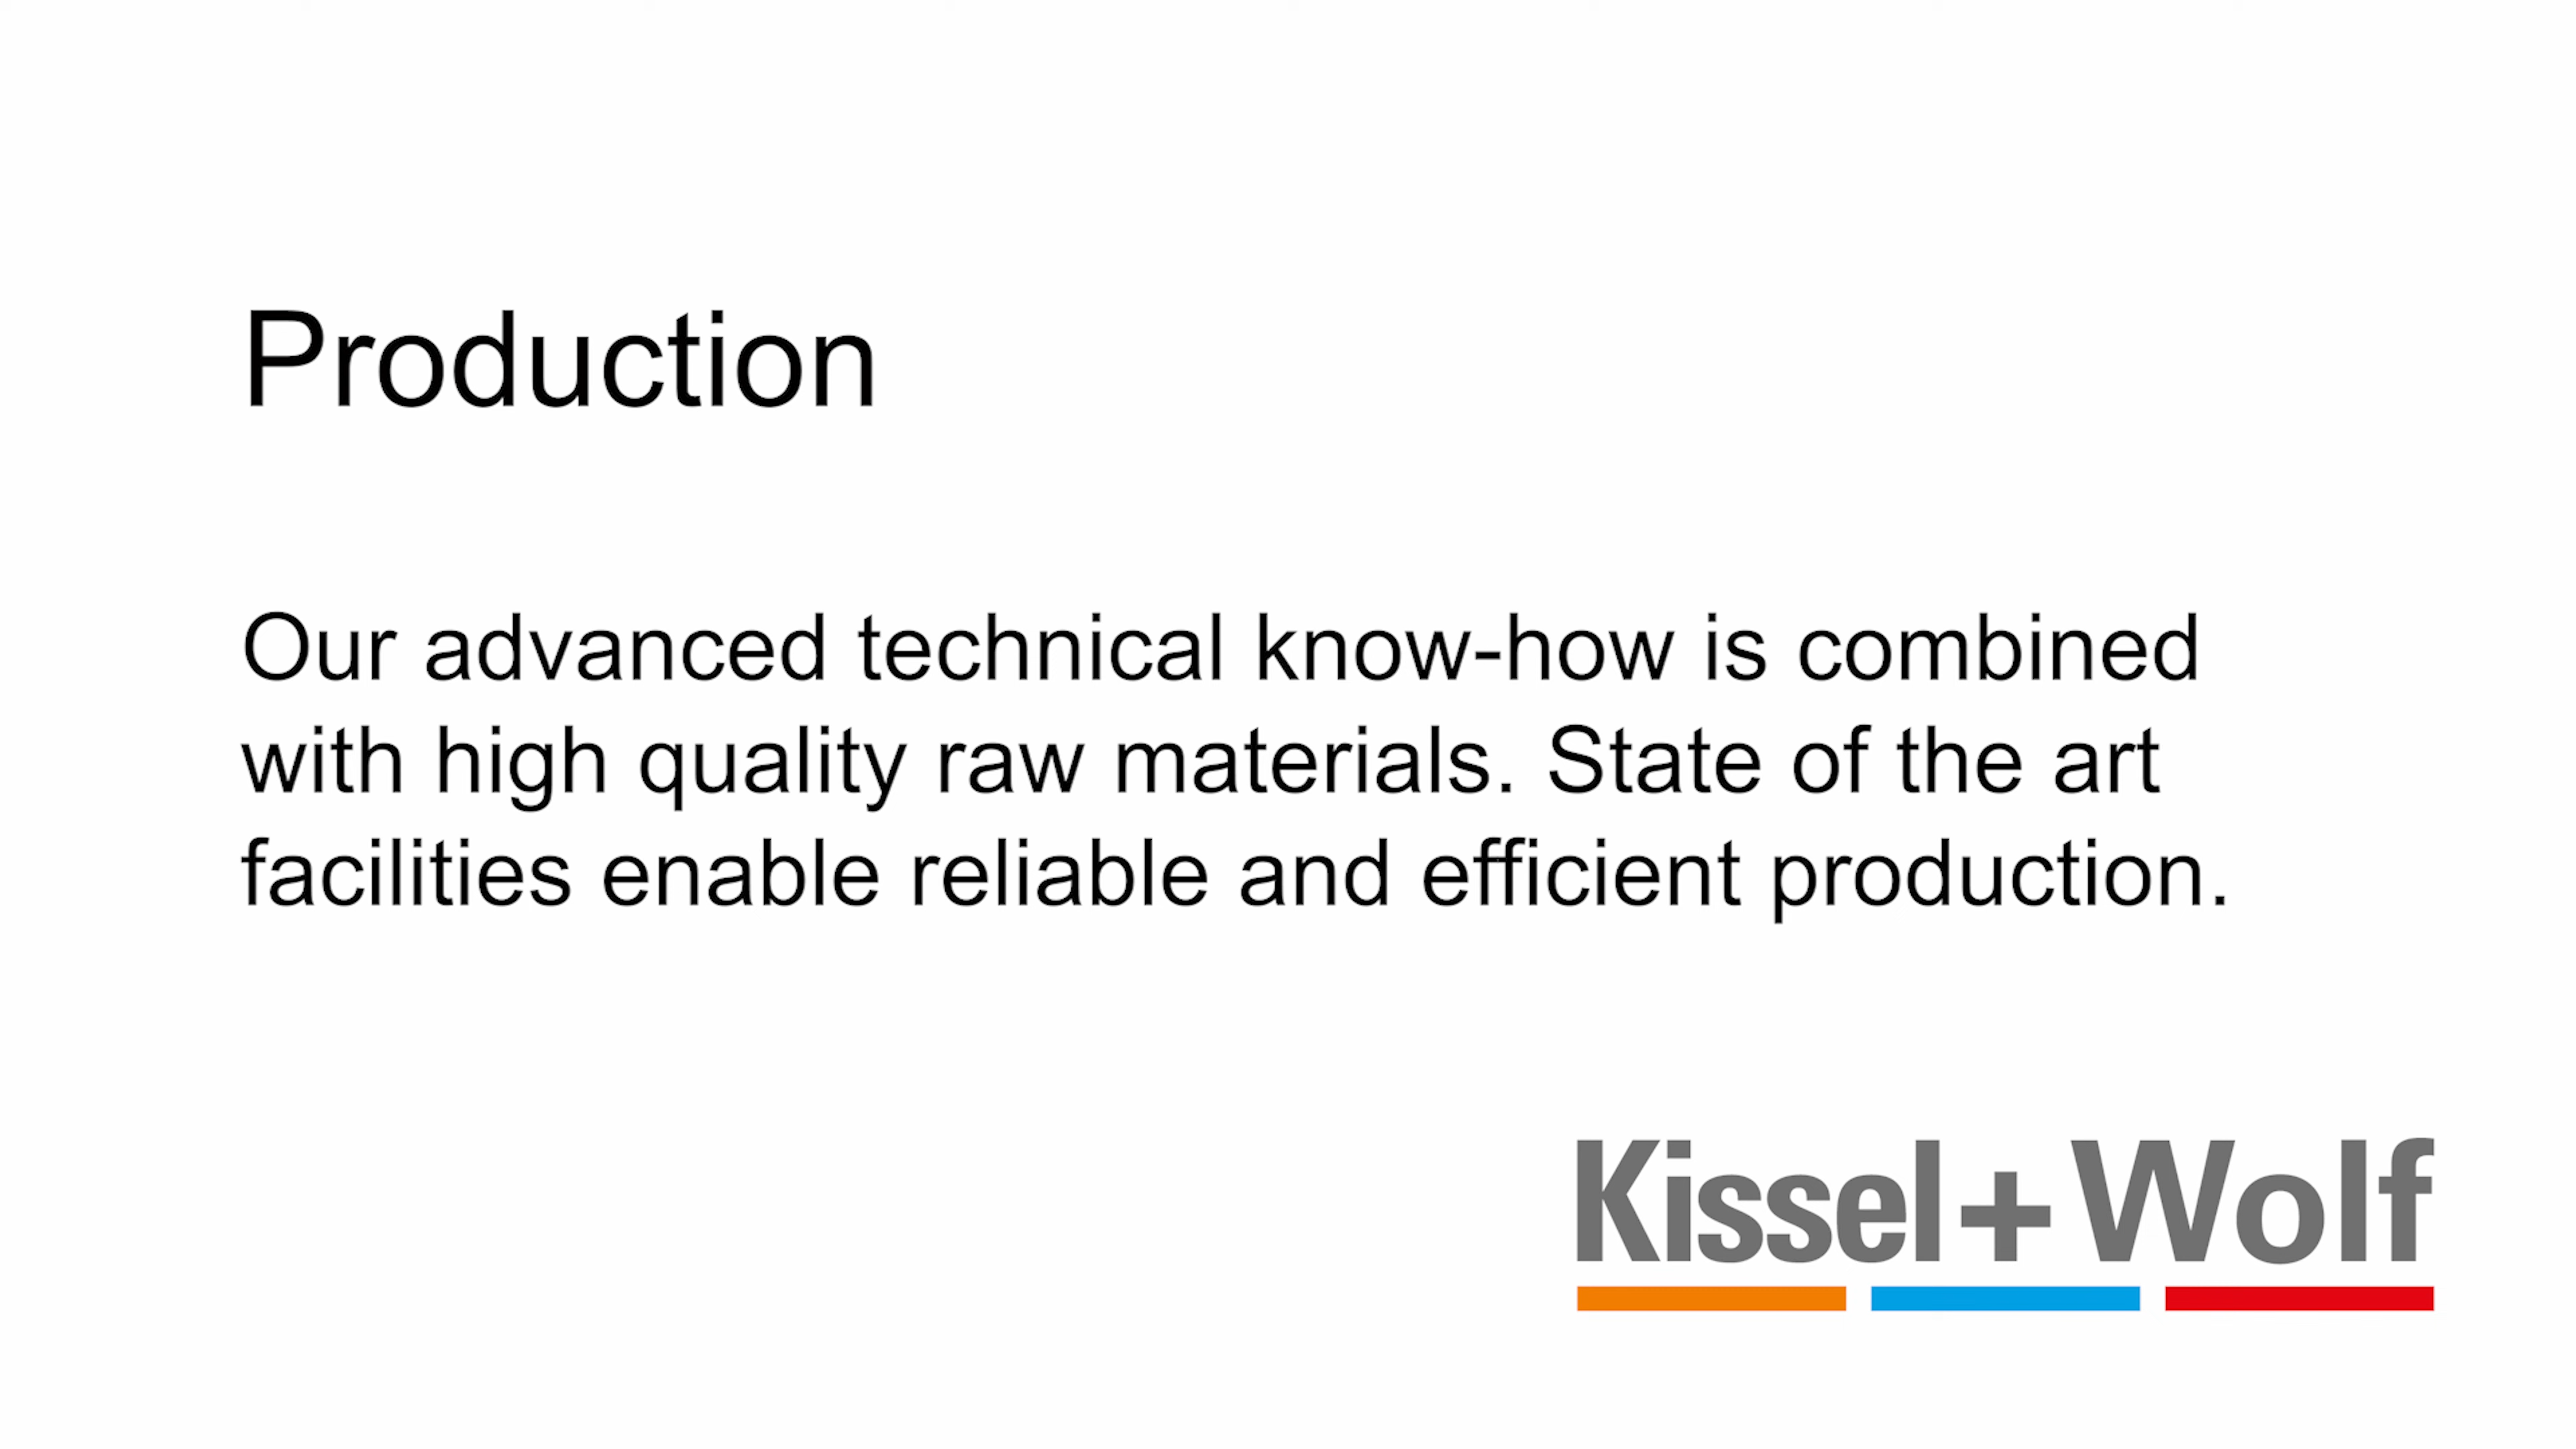 Production
Our advanced technical know-how is combined
with high quality raw materials. State of the art
facilities enable reliable and efficient production.
Kissel+Wolf